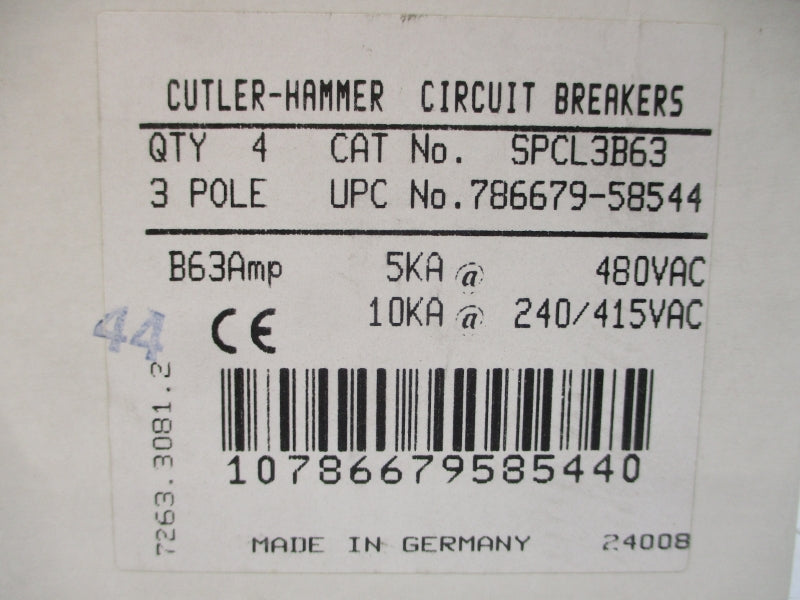 CUTLER-HAMMER CIRCUIT BREAKERS
QTY 4 CAT No. SPCL3B63
3 POLE UPC No.786679-58544
B63Amp 5KA @ 480VAC
10KA @ 240/415VAC
44
CE
7263.3081.2
10786679585440
MADE IN GERMANY 24008